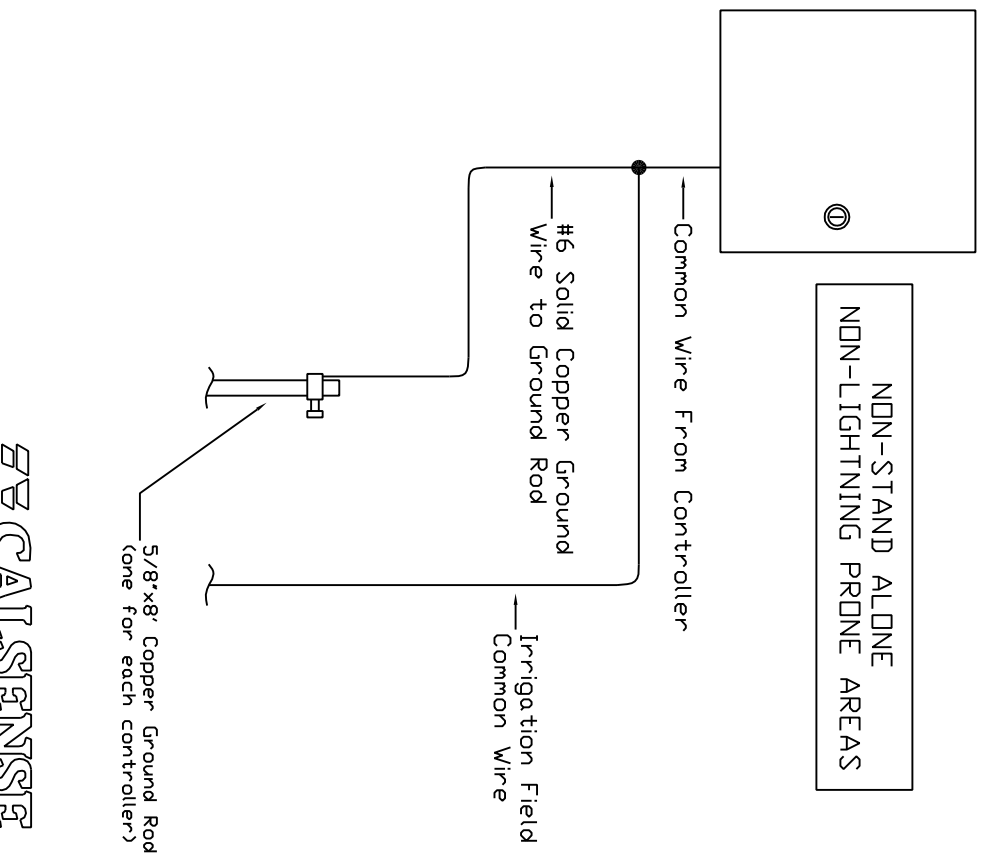 NON-STAND ALONE
NON-LIGHTNING PRONE AREAS
Common Wire From Controller
#6 Solid Copper Ground
Wire to Ground Rod
Irrigation Field
Common Wire
5/8"x8' Copper Ground Rod
(one for each controller)
CALSENSE